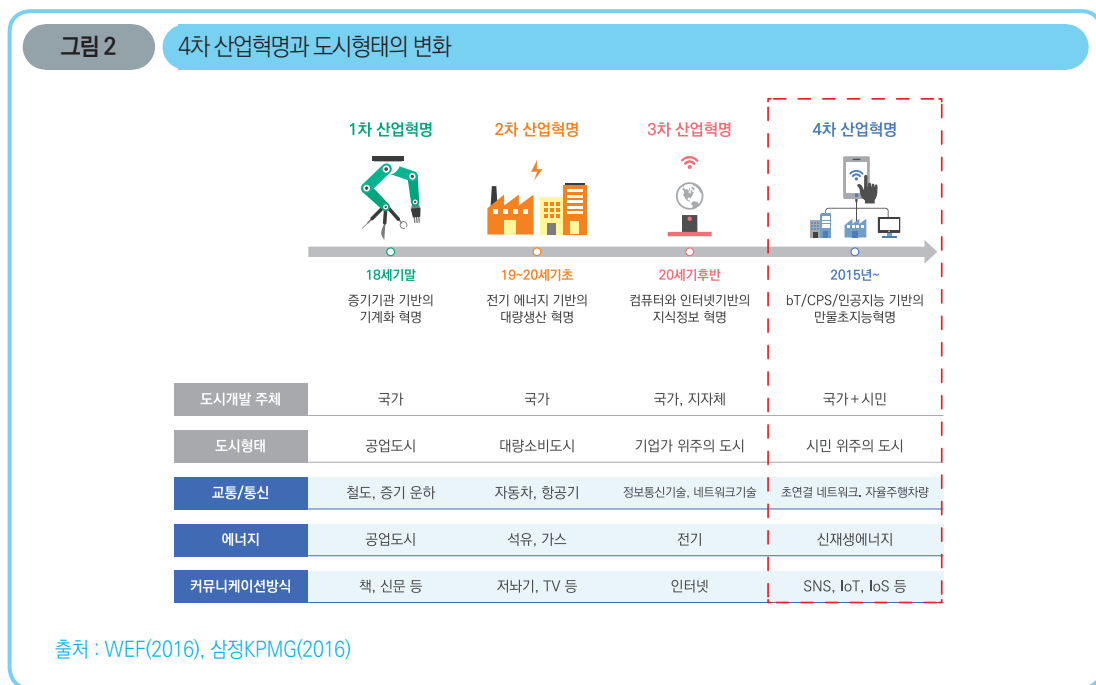 그림 2
4차 산업혁명과 도시형태의 변화
1차 산업혁명 2차 산업혁명 3차 산업혁명 4차 산업혁명
18세기말 19~20세기초 20세기후반 2015년~
증기기관 기반의 전기 에너지 기반의 컴퓨터와 인터넷기반의 bT/CPS/인공지능 기반의
기계화 혁명 대량생산 혁명 지식정보 혁명 만물초지능혁명
도시개발 주체 국가 국가 국가, 지자체 국가+시민
도시형태 공업도시 대량소비도시 기업가 위주의 도시 시민 위주의 도시
교통/통신 철도, 증기 운하 자동차, 항공기 정보통신기술, 네트워크기술 초연결 네트워크. 자율주행차량
에너지 공업도시 석유, 가스 전기 신재생에너지
커뮤니케이션방식 책, 신문 등 저놔기, TV 등 인터넷 SNS, IoT, IoS 등
출처 : WEF(2016), 삼정KPMG(2016)